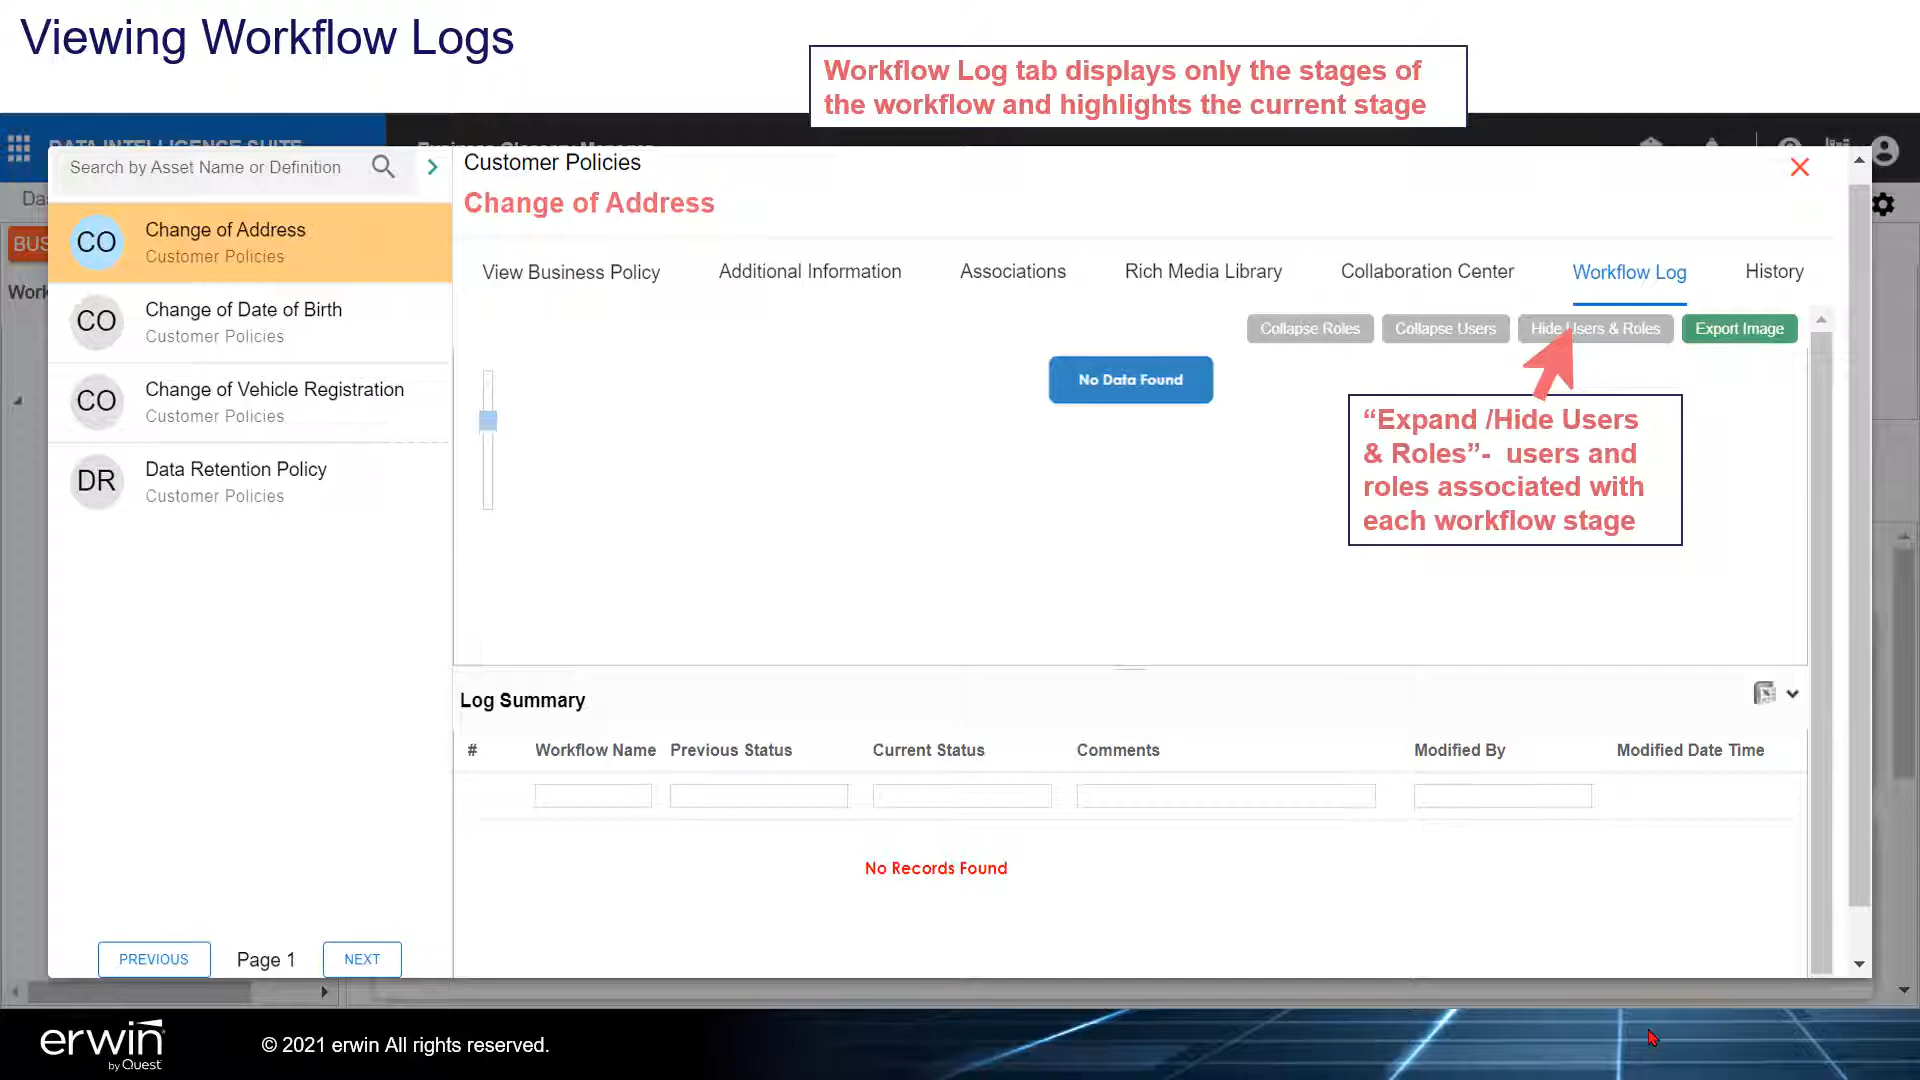 Viewing Workflow Logs
Workflow Log tab displays only the stages of
the workflow and highlights the current stage
DATA INTELLIGENCE SUITE
Search by Asset Name or Definition
Customer Policies
Change of Address
CO
Change of Address
Customer Policies
CO
Change of Date of Birth
Customer Policies
CO
Change of Vehicle Registration
Customer Policies
DR
Data Retention Policy
Customer Policies
PREVIOUS Page 1 NEXT
BUS
Work
View Business Policy Additional Information Associations Rich Media Library Collaboration Center Workflow Log History
Collapse Roles Collapse Users Hide Users & Roles Export Image
No Data Found
“Expand /Hide Users
& Roles”- users and
roles associated with
each workflow stage
Log Summary
# Workflow Name Previous Status Current Status Comments Modified By Modified Date Time
No Records Found
erwin
by Quest
© 2021 erwin All rights reserved.